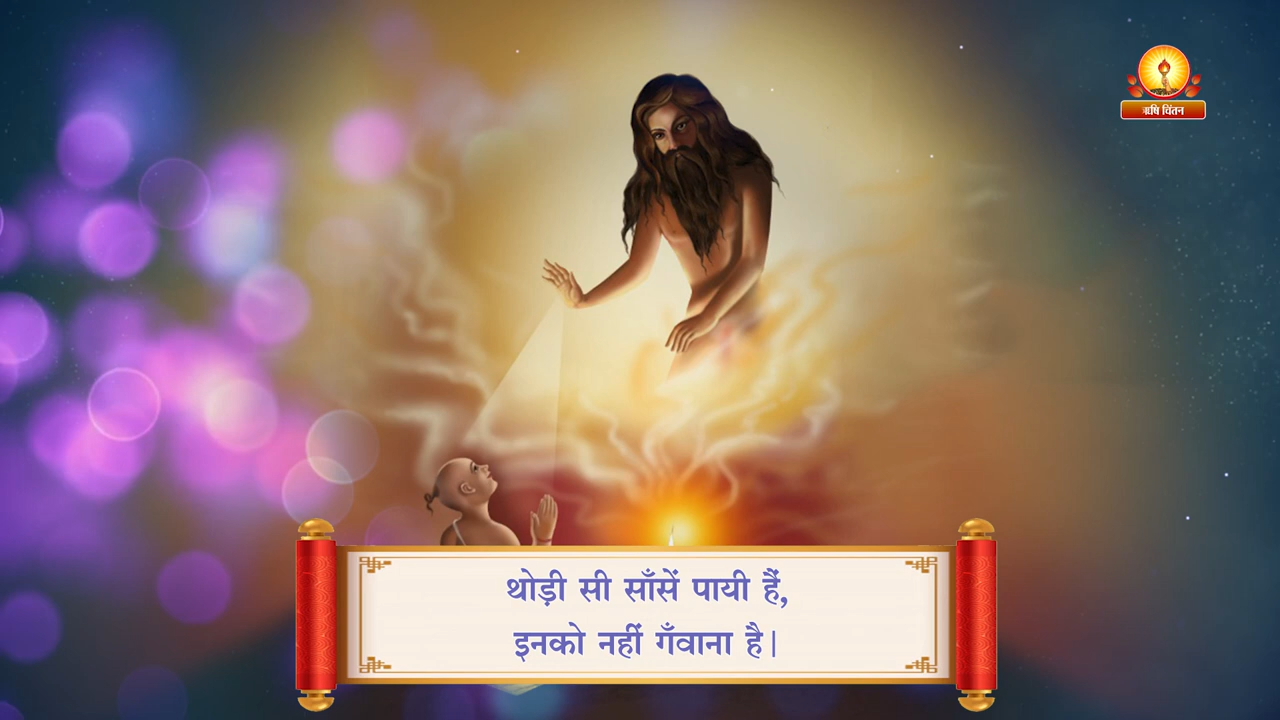 ऋषि चिंतन
थोड़ी सी साँसें पायी हैं,
इनको नहीं गँवाना है।